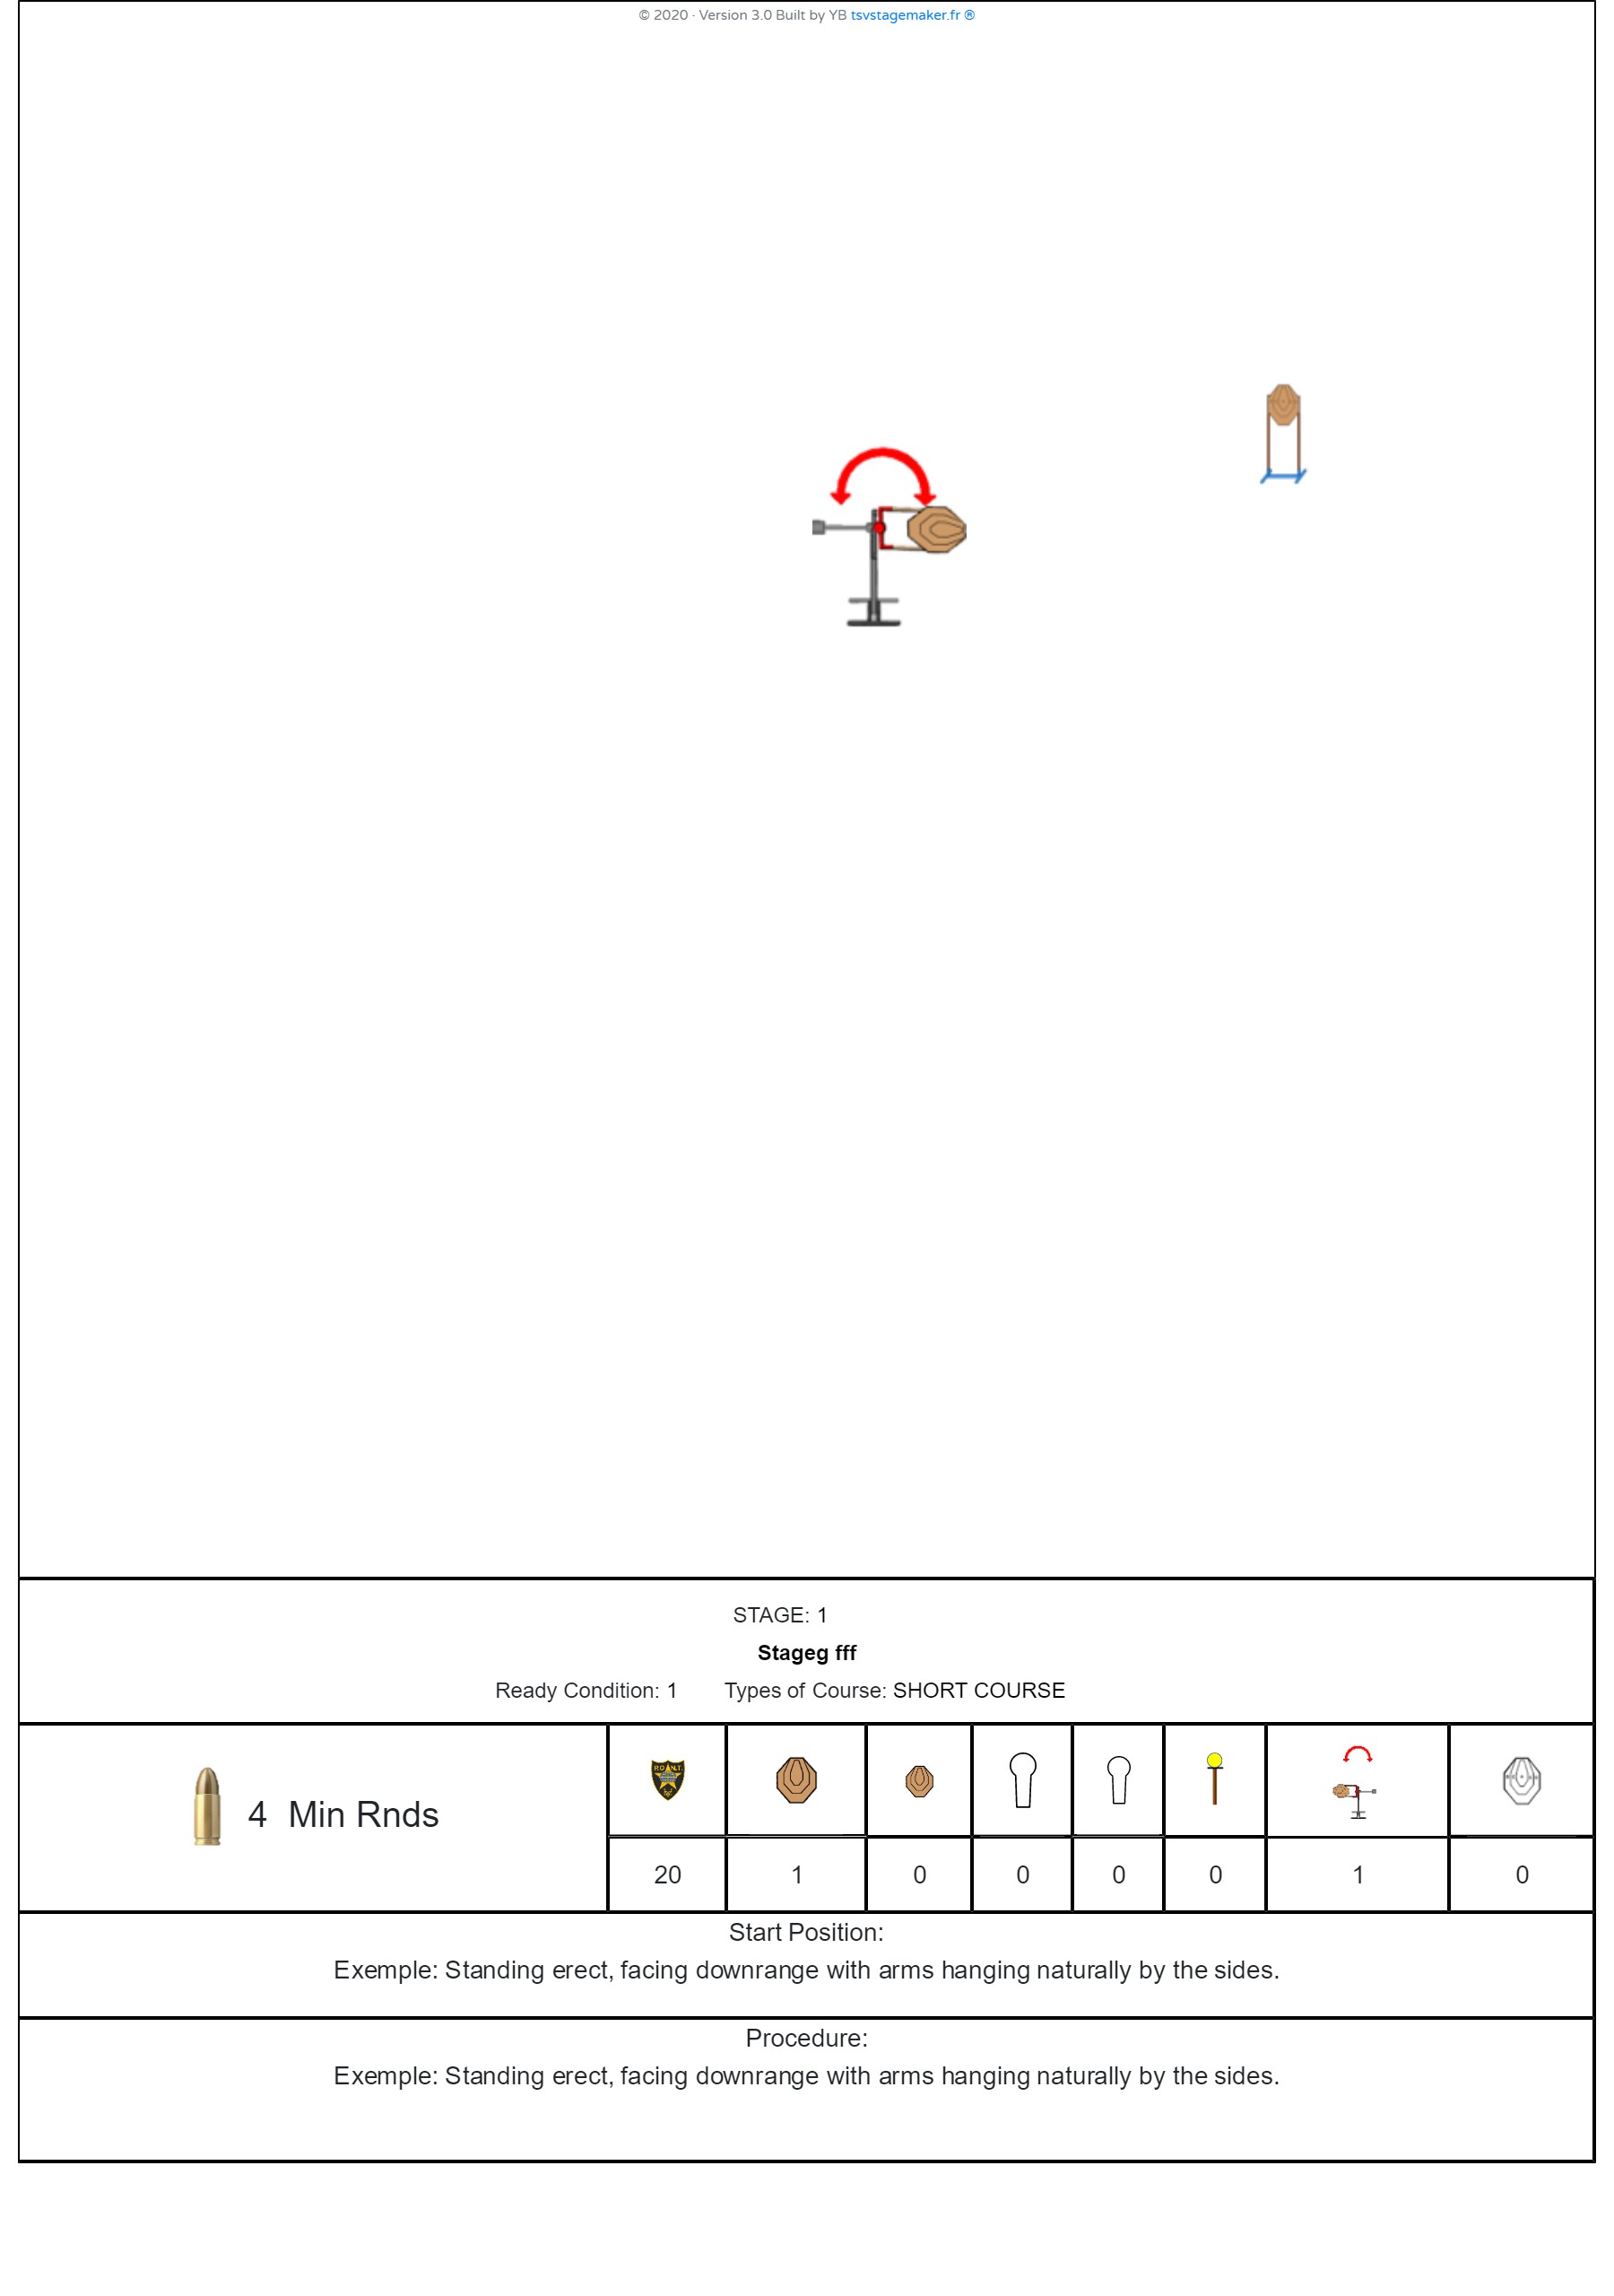 © 2020 · Version 3.0 Built by YB tsvstagemaker.fr ®
STAGE: 1
Stageg fff
Ready Condition: 1 Types of Course: SHORT COURSE
4 Min Rnds
20 1 0 0 0 0 1 0
Start Position:
Exemple: Standing erect, facing downrange with arms hanging naturally by the sides.
Procedure:
Exemple: Standing erect, facing downrange with arms hanging naturally by the sides.